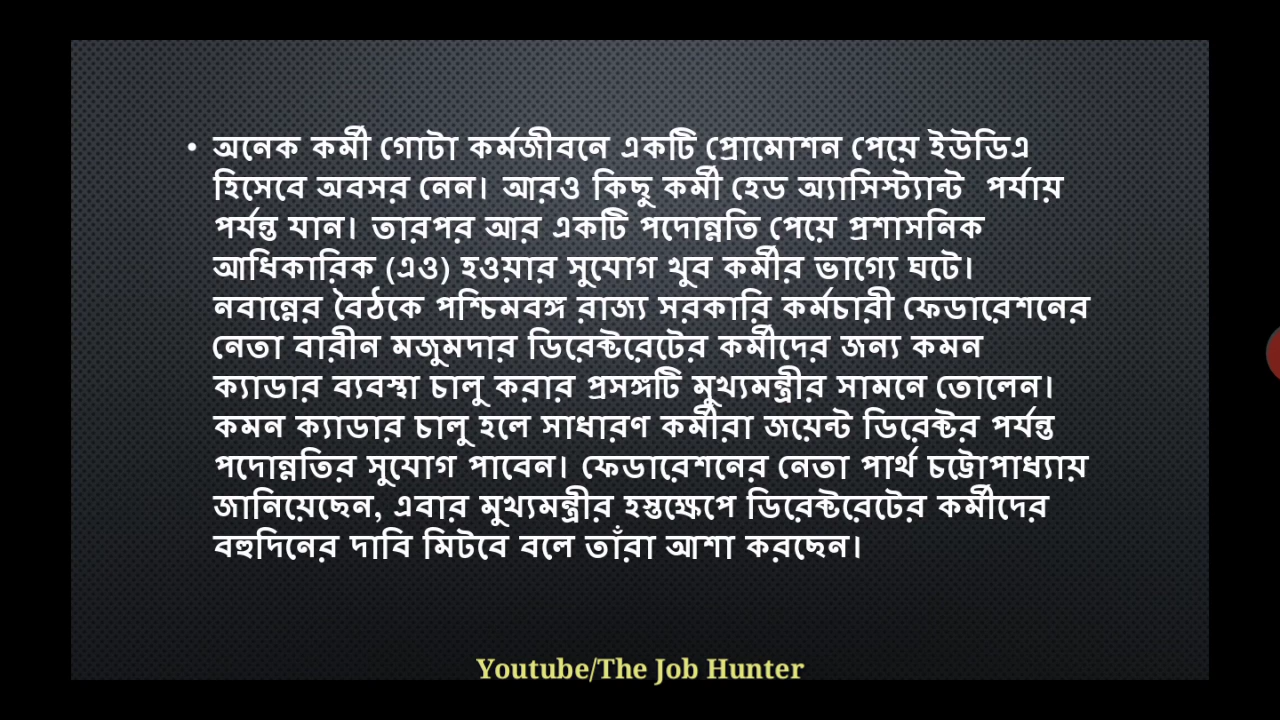 • অনেক কর্মী গোটা কর্মজীবনে একটি প্রোমোশন পেয়ে ইউডিএ
হিসেবে অবসর নেন। আরও কিছু কর্মী হেড অ্যাসিস্ট্যান্ট পর্যায়
পর্যন্ত যান। তারপর আর একটি পদোন্নতি পেয়ে প্রশাসনিক
আধিকারিক (এও) হওয়ার সুযোগ খুব কর্মীর ভাগ্যে ঘটে।
নবান্নের বৈঠকে পশ্চিমবঙ্গ রাজ্য সরকারি কর্মচারী ফেডারেশনের
নেতা বারীন মজুমদার ডিরেক্টরেটের কর্মীদের জন্য কমন
ক্যাডার ব্যবস্থা চালু করার প্রসঙ্গটি মুখ্যমন্ত্রীর সামনে তোলেন।
কমন ক্যাডার চালু হলে সাধারণ কর্মীরা জয়েন্ট ডিরেক্টর পর্যন্ত
পদোন্নতির সুযোগ পাবেন। ফেডারেশনের নেতা পার্থ চট্টোপাধ্যায়
জানিয়েছেন, এবার মুখ্যমন্ত্রীর হস্তক্ষেপে ডিরেক্টরেটের কর্মীদের
বহুদিনের দাবি মিটবে বলে তাঁরা আশা করছেন।
Youtube/The Job Hunter